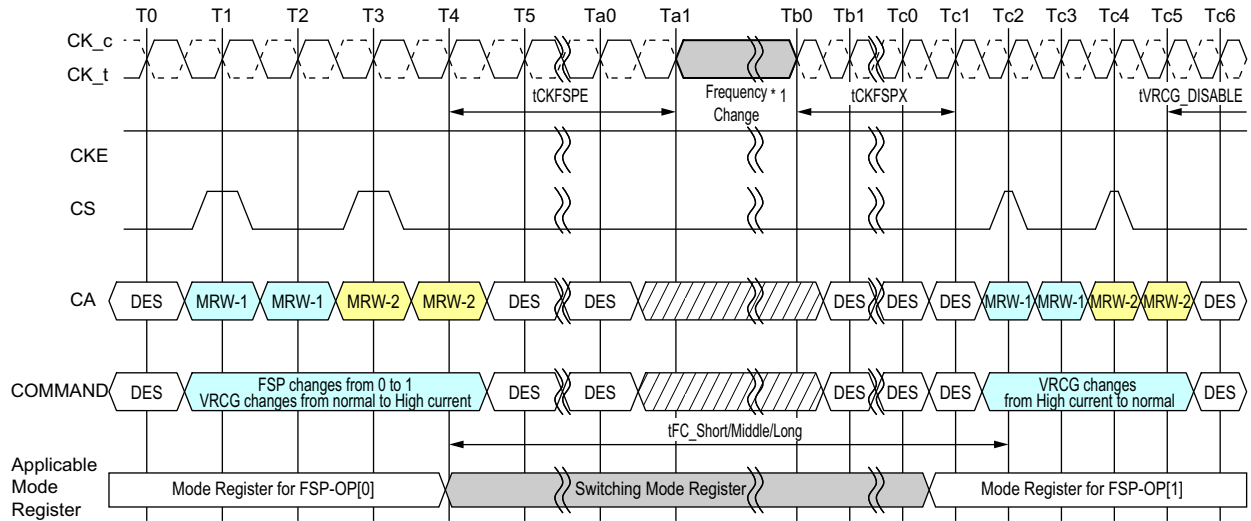 T0 T1 T2 T3 T4 T5 Ta0 Ta1 Tb0 Tb1 Tc0 Tc1 Tc2 Tc3 Tc4 Tc5 Tc6
CK_c
CK_t
tCKFSPE
Frequency * 1
Change
tCKFSPX
tVRCG_DISABLE
CKE
CS
CA DES MRW-1 MRW-1 MRW-2 MRW-2 DES DES DES DES DES MRW-1 MRW-1 MRW-2 MRW-2 DES
COMMAND DES FSP changes from 0 to 1
VRCG changes from normal to High current
DES DES DES DES DES
VRCG changes
from High current to normal
DES
tFC_Short/Middle/Long
Applicable
Mode
Register
Mode Register for FSP-OP[0] Switching Mode Register Mode Register for FSP-OP[1]